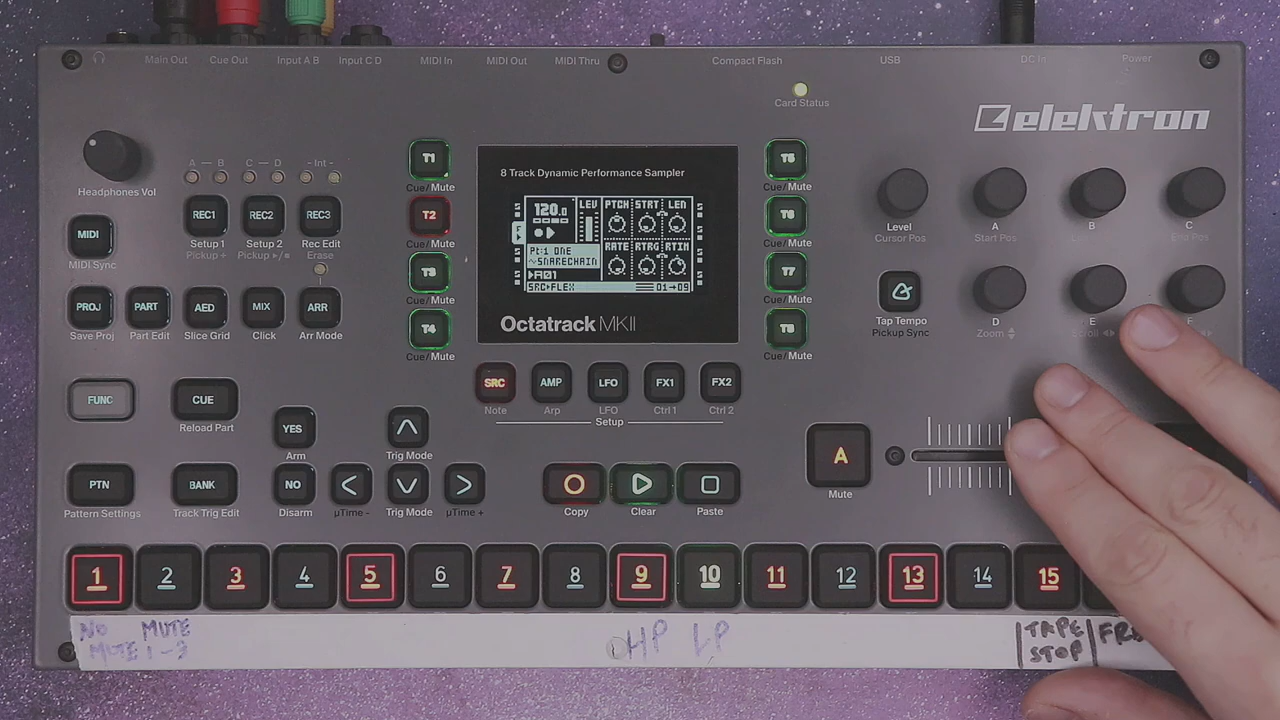 Main Out Cue Out Input A B Input C D MIDI In MIDI Out MIDI Thru Compact Flash USB DC In Power
Card Status
elektron
Headphones Vol
A — B C — D - Int -
REC1 REC2 REC3
Setup 1 Setup 2 Rec Edit
Pickup + Pickup ▸/■ Erase
MIDI
MIDI Sync
PROJ PART AED MIX ARR
Save Proj Part Edit Slice Grid Click Arr Mode
T1
Cue/Mute
T2
Cue/Mute
T3
Cue/Mute
T4
Cue/Mute
8 Track Dynamic Performance Sampler
120.0 LEV PTCH STRT LEN
RATE RTRG RTIM
PT:1 ONE
~SNARECHAIN
A01
SRC▸FLEX 01→09
Octatrack MKII
T5
Cue/Mute
T6
Cue/Mute
T7
Cue/Mute
T8
Cue/Mute
Level A B C
Cursor Pos Start Pos End Pos
Tap Tempo D E F
Pickup Sync Zoom
SRC AMP LFO FX1 FX2
Note Arp LFO Ctrl 1 Ctrl 2
Setup
FUNC CUE
Reload Part
YES
Arm Trig Mode
PTN BANK NO
Pattern Settings Track Trig Edit Disarm µTime - Trig Mode µTime +
Copy Clear Paste
A
Mute
1 2 3 4 5 6 7 8 9 10 11 12 13 14 15
NO MUTE HP LP TAPE
MUTE 1-3 STOP